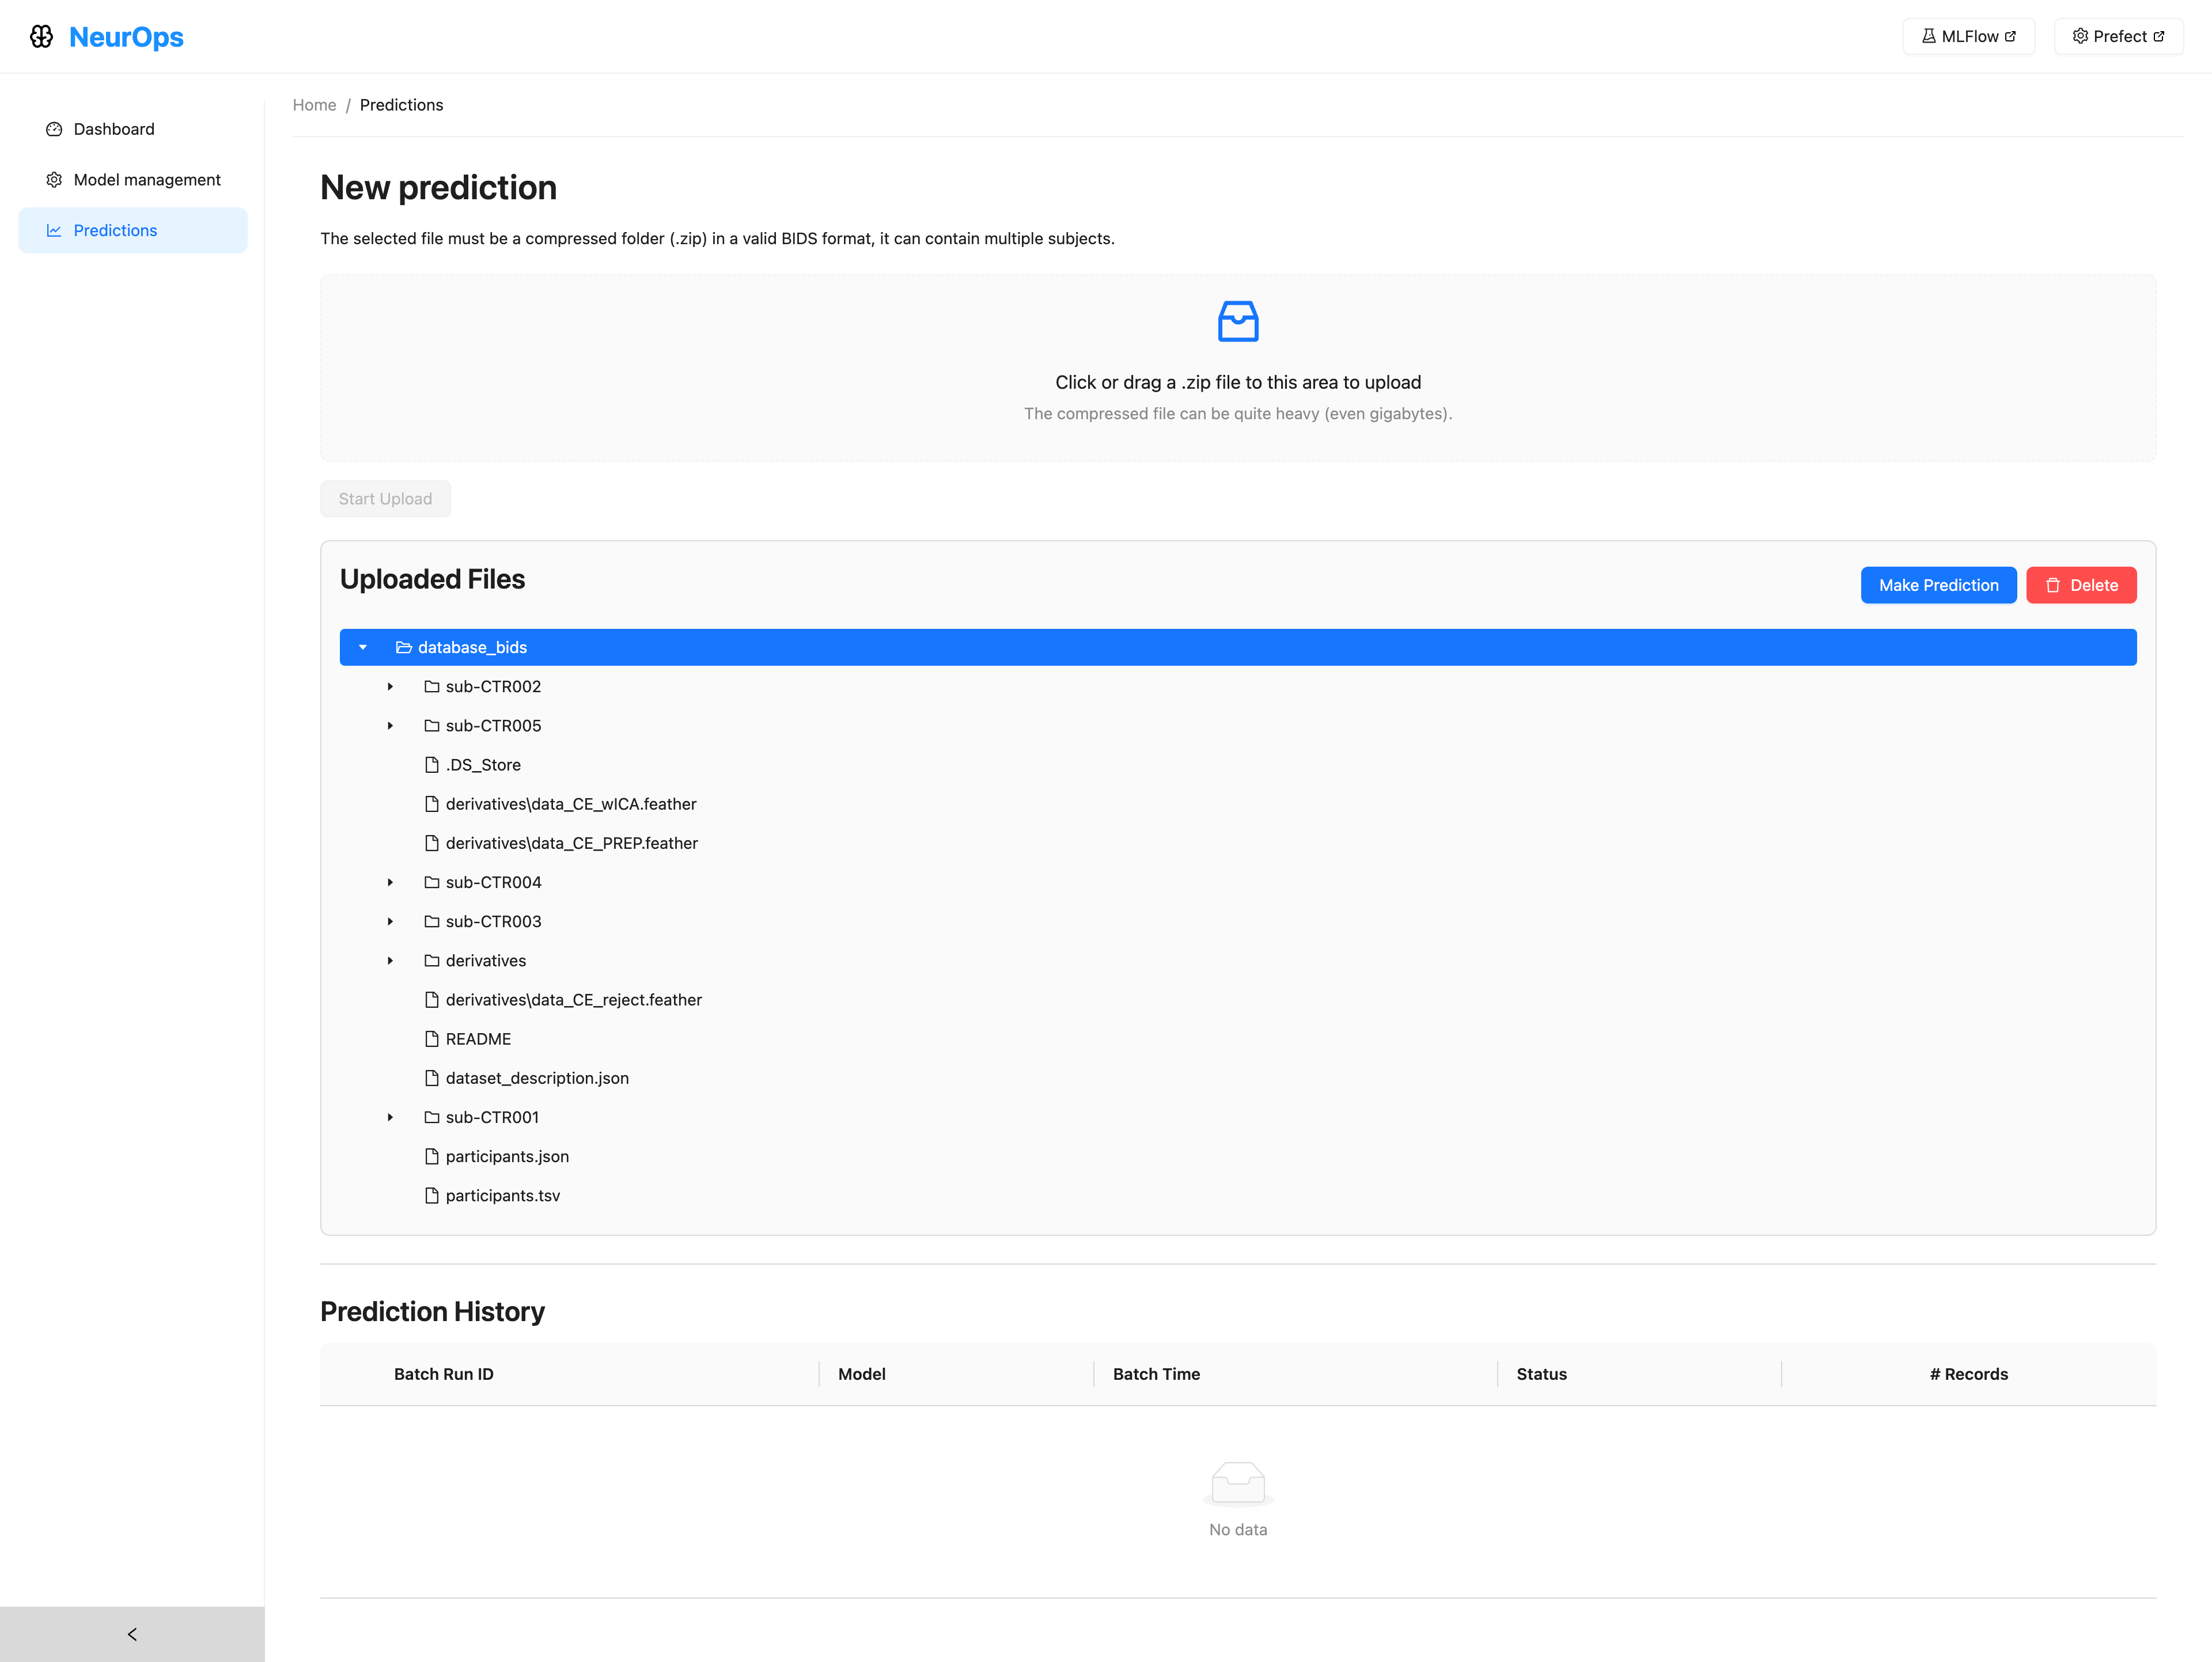 NeurOps
MLFlow
Prefect
Dashboard
Model management
Predictions
Home / Predictions
New prediction
The selected file must be a compressed folder (.zip) in a valid BIDS format, it can contain multiple subjects.
Click or drag a .zip file to this area to upload
The compressed file can be quite heavy (even gigabytes).
Start Upload
Uploaded Files
Make Prediction
Delete
database_bids
sub-CTR002
sub-CTR005
.DS_Store
derivatives\data_CE_wICA.feather
derivatives\data_CE_PREP.feather
sub-CTR004
sub-CTR003
derivatives
derivatives\data_CE_reject.feather
README
dataset_description.json
sub-CTR001
participants.json
participants.tsv
Prediction History
Batch Run ID
Model
Batch Time
Status
# Records
No data